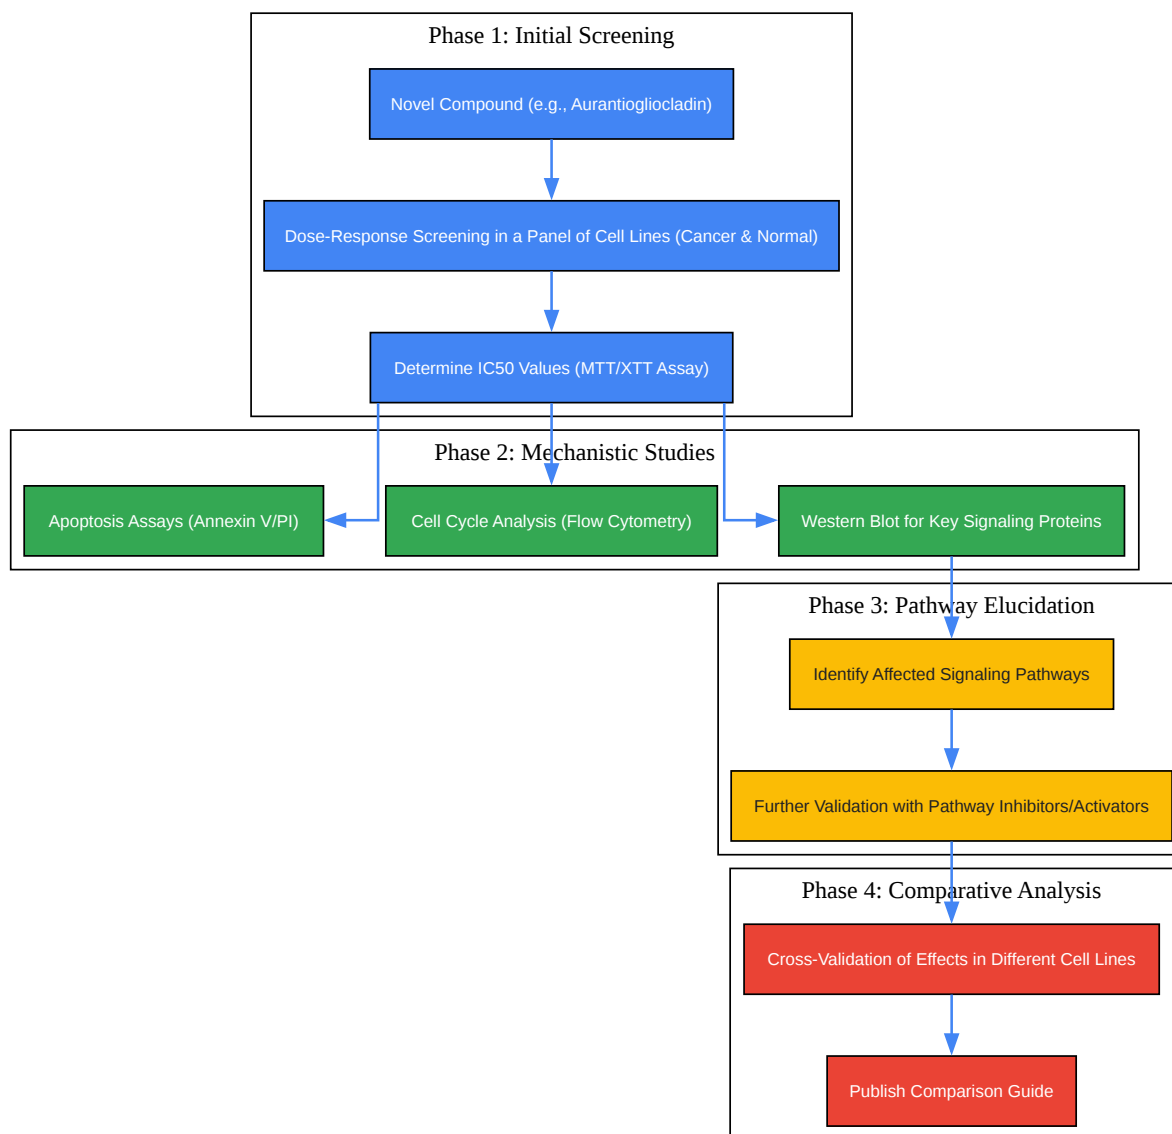 Phase 1: Initial Screening
Novel Compound (e.g., Aurantiogliocladin)
Dose-Response Screening in a Panel of Cell Lines (Cancer & Normal)
Determine IC50 Values (MTT/XTT Assay)
Phase 2: Mechanistic Studies
Apoptosis Assays (Annexin V/PI)
Cell Cycle Analysis (Flow Cytometry)
Western Blot for Key Signaling Proteins
Phase 3: Pathway Elucidation
Identify Affected Signaling Pathways
Further Validation with Pathway Inhibitors/Activators
Phase 4: Comparative Analysis
Cross-Validation of Effects in Different Cell Lines
Publish Comparison Guide